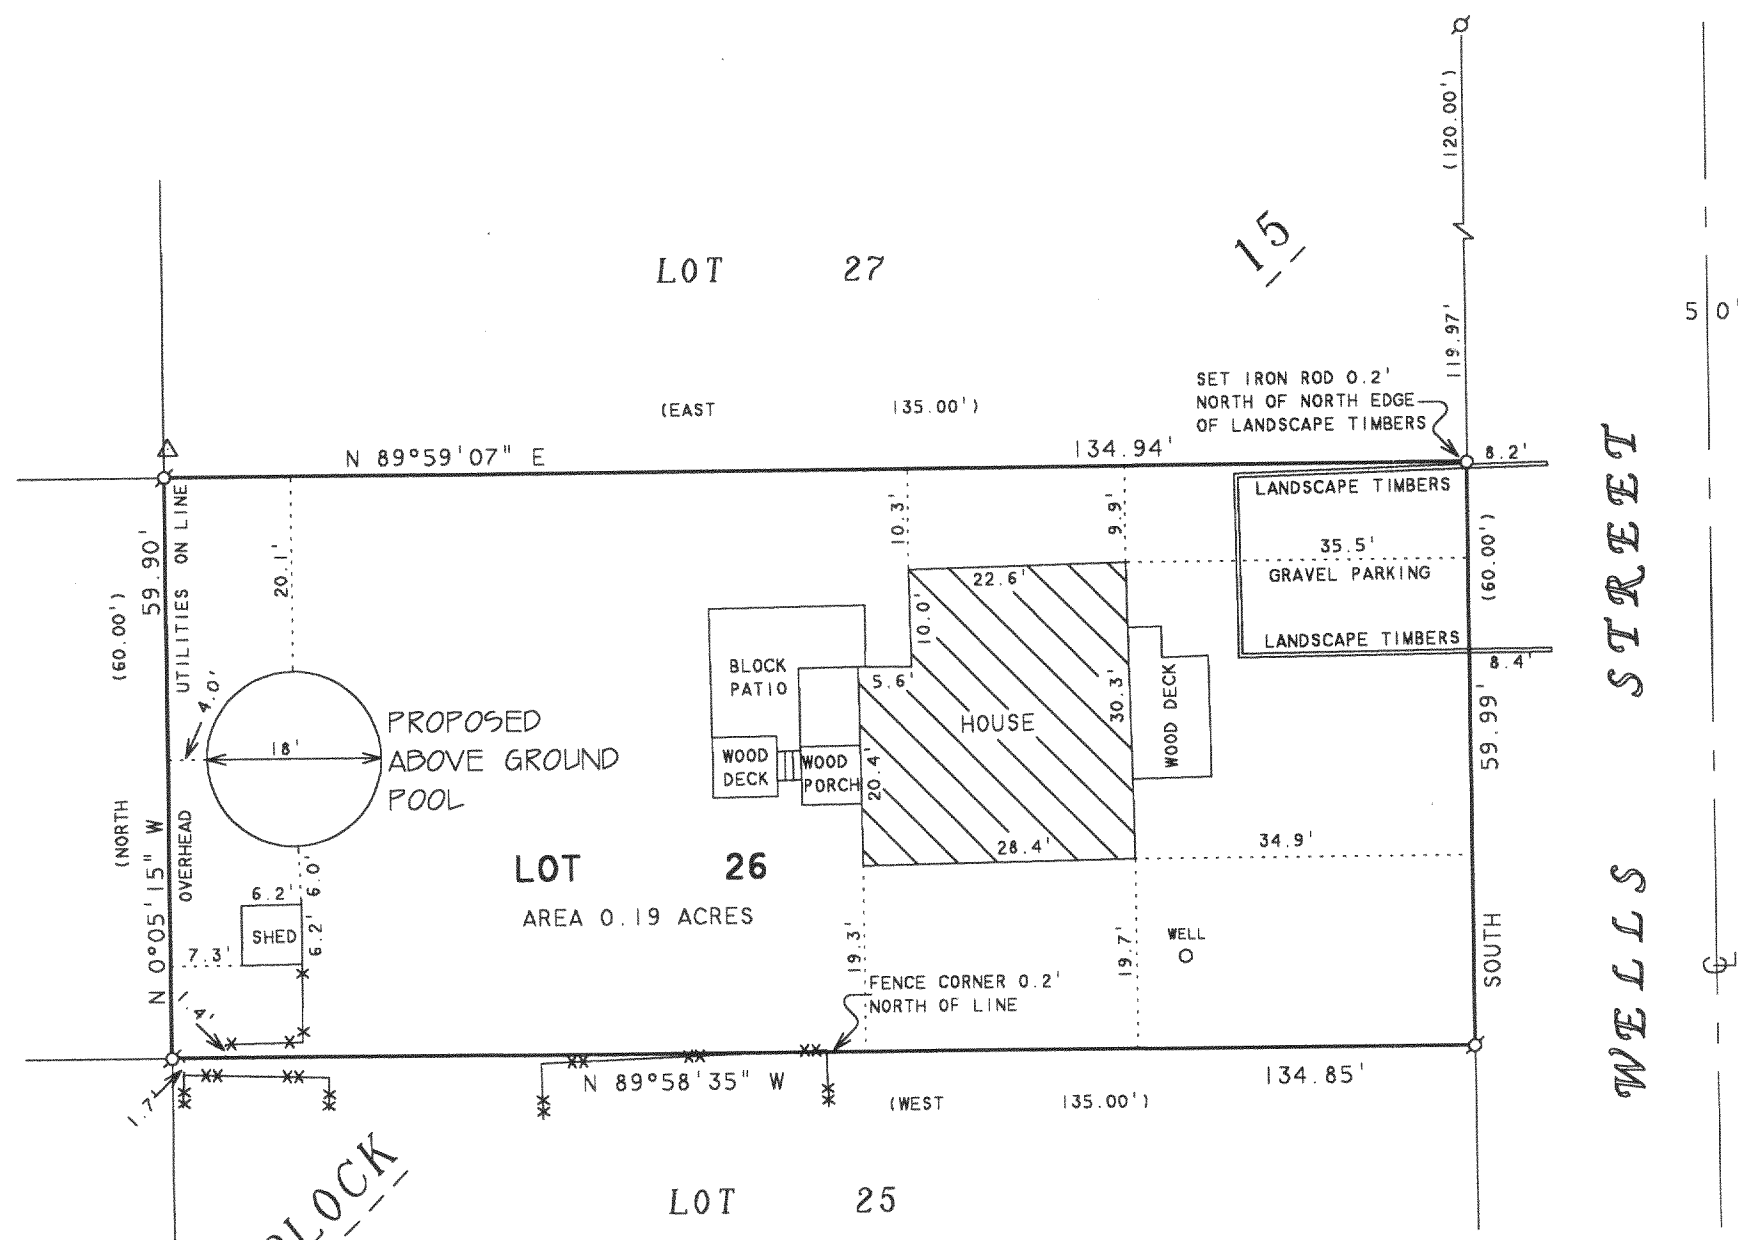 (120.00')
15
LOT 27
50'
119.97'
SET IRON ROD 0.2'
NORTH OF NORTH EDGE
OF LANDSCAPE TIMBERS
(EAST 135.00')
N 89°59'07" E
134.94'
8.2'
LANDSCAPE TIMBERS
59.90'
(60.00')
(NORTH
UTILITIES ON LINE
OVERHEAD
N 0°05'15" W
20.1'
10.3'
9.9'
35.5'
GRAVEL PARKING
(60.00')
LANDSCAPE TIMBERS
8.4'
22.6'
10.0'
BLOCK
PATIO
5.6'
HOUSE
30.3'
WOOD DECK
59.99'
SOUTH
WELLS STREET
4.0'
18'
PROPOSED
ABOVE GROUND
POOL
WOOD
DECK
WOOD
PORCH
20.4'
28.4'
34.9'
LOT 26
AREA 0.19 ACRES
6.0'
6.2'
6.2'
SHED
7.3'
19.3'
19.7'
WELL
FENCE CORNER 0.2'
NORTH OF LINE
1.4'
1.7'
N 89°58'35" W
134.85'
(WEST 135.00')
BLOCK
LOT 25
℄